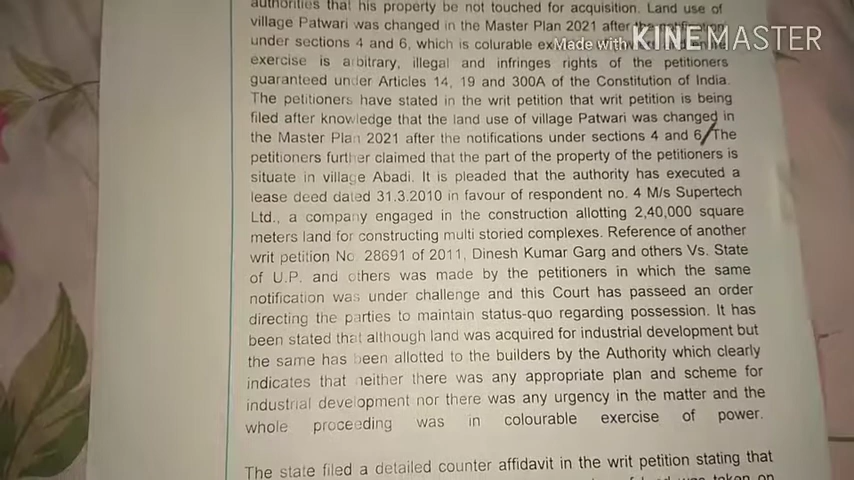 authorities that his property be not touched for acquisition. Land use of
village Patwari was changed in the Master Plan 2021 after the notification
under sections 4 and 6, which is colourable
Made with KINEMASTER
exercise is arbitrary, illegal and infringes rights of the petitioners
guaranteed under Articles 14, 19 and 300A of the Constitution of India.
The petitioners have stated in the writ petition that writ petition is being
filed after knowledge that the land use of village Patwari was changed in
the Master Plan 2021 after the notifications under sections 4 and 6. The
petitioners further claimed that the part of the property of the petitioners is
situate in village Abadi. It is pleaded that the authority has executed a
lease deed dated 31.3.2010 in favour of respondent no. 4 M/s Supertech
Ltd., a company engaged in the construction allotting 2,40,000 square
meters land for constructing multi storied complexes. Reference of another
writ petition No. 28691 of 2011, Dinesh Kumar Garg and others Vs. State
of U.P. and others was made by the petitioners in which the same
notification was under challenge and this Court has passeed an order
directing the parties to maintain status-quo regarding possession. It has
been stated that although land was acquired for industrial development but
the same has been allotted to the builders by the Authority which clearly
indicates that neither there was any appropriate plan and scheme for
industrial development nor there was any urgency in the matter and the
whole proceeding was in colourable exercise of power.
The state filed a detailed counter affidavit in the writ petition stating that